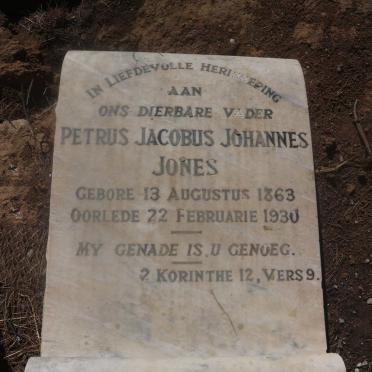 IN LIEFDEVOLLE HERINNERING
AAN
ONS DIERBARE VADER
PETRUS JACOBUS JOHANNES
JONES
GEBORE 13 AUGUSTUS 1863
OORLEDE 22 FEBRUARIE 1930
MY GENADE IS U GENOEG.
2 KORINTHE 12, VERS 9.